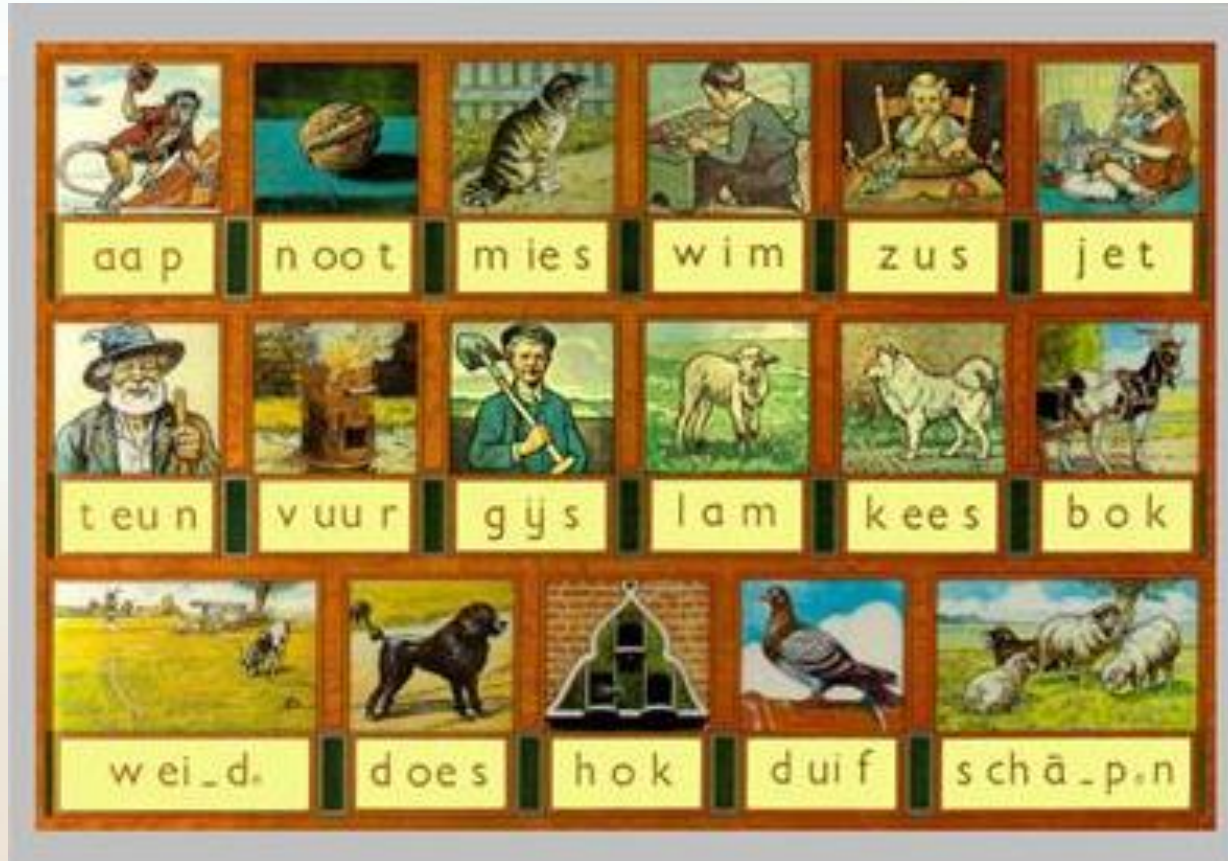 aap noot mies wim zus jet
teun vuur gijs lam kees bok
wei-de does hok duif schā-pen